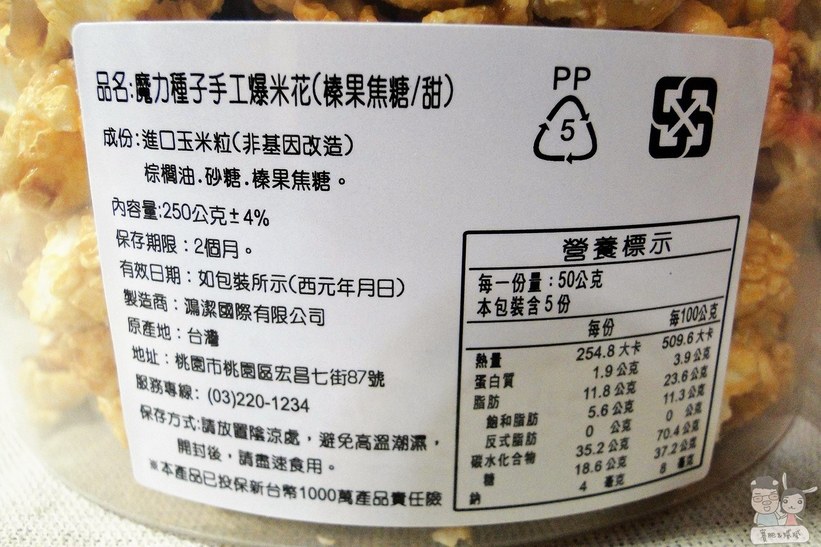 品名:魔力種子手工爆米花(榛果焦糖/甜)
成份:進口玉米粒(非基因改造)
棕櫚油.砂糖.榛果焦糖。
內容量:250公克±4%
保存期限：2個月。
有效日期：如包裝所示(西元年月日)
製造商：鴻潔國際有限公司
原產地：台灣
地址：桃園市桃園區宏昌七街87號
服務專線: (03)220-1234
保存方式:請放置陰涼處，避免高溫潮濕，
開封後，請盡速食用。
※本產品已投保新台幣1000萬產品責任險
PP
5
營養標示
每一份量：50公克
本包裝含5份
每份 每100公克
熱量 254.8大卡 509.6大卡
蛋白質 1.9公克 3.9公克
脂肪 11.8公克 23.6公克
飽和脂肪 5.6公克 11.3公克
反式脂肪 0 公克 0 公克
碳水化合物 35.2公克 70.4公克
糖 18.6公克 37.2公克
鈉 4 毫克 8 毫克